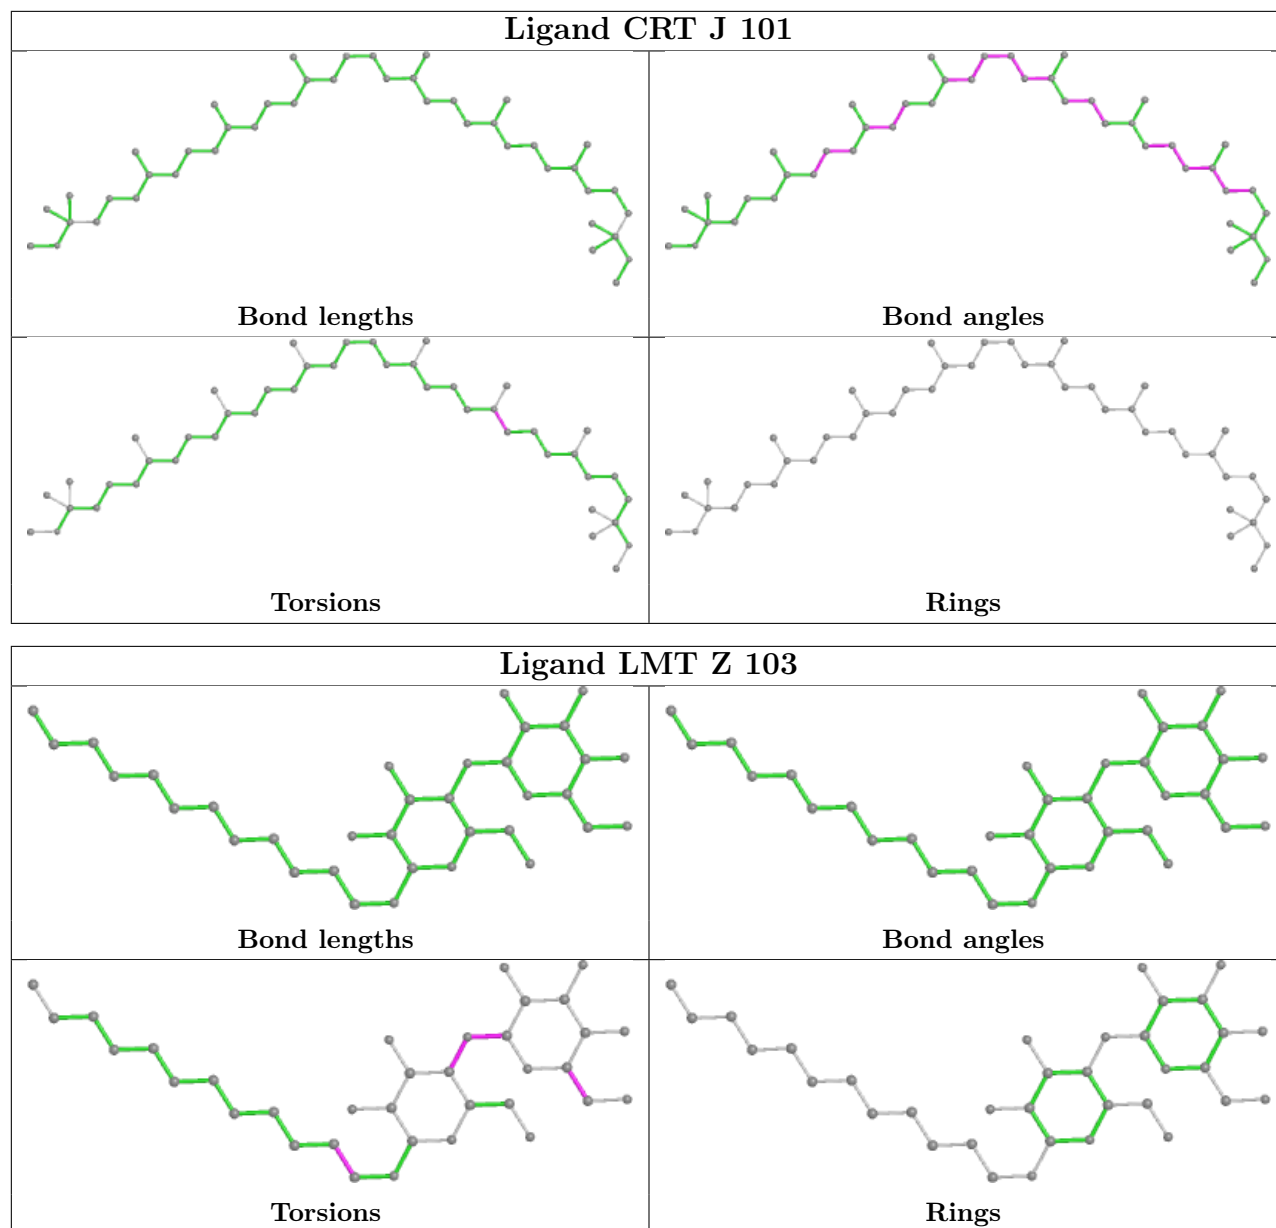 Ligand CRT J 101
Bond lengths
Bond angles
Torsions
Rings
Ligand LMT Z 103
Bond lengths
Bond angles
Torsions
Rings